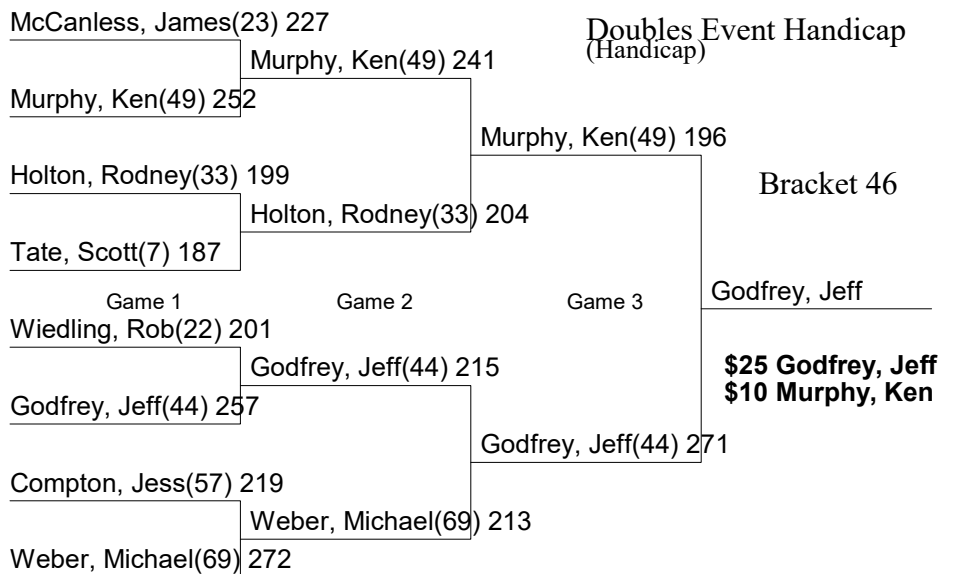 McCanless, James(23) 227
Doubles Event Handicap
(Handicap)
Murphy, Ken(49) 241
Murphy, Ken(49) 252
Murphy, Ken(49) 196
Holton, Rodney(33) 199
Bracket 46
Holton, Rodney(33) 204
Tate, Scott(7) 187
Game 1
Game 2
Game 3
Godfrey, Jeff
Wiedling, Rob(22) 201
Godfrey, Jeff(44) 215
$25 Godfrey, Jeff
$10 Murphy, Ken
Godfrey, Jeff(44) 257
Godfrey, Jeff(44) 271
Compton, Jess(57) 219
Weber, Michael(69) 213
Weber, Michael(69) 272